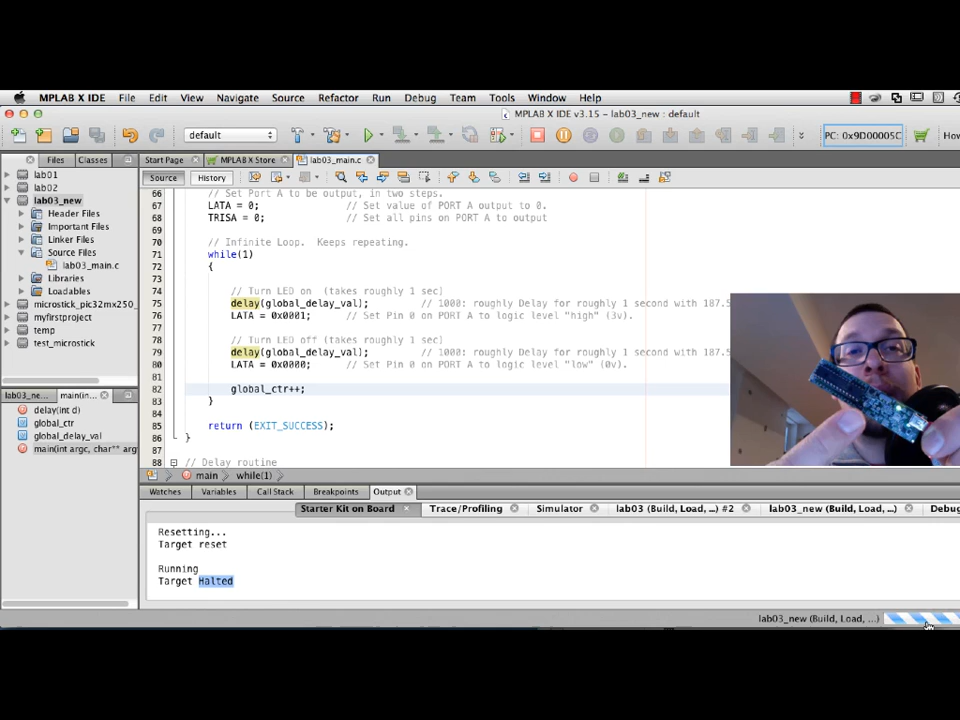 MPLAB X IDE File Edit View Navigate Source Refactor Run Debug Team Tools Window Help
MPLAB X IDE v3.15 - lab03_new : default
default PC: 0x9D00005C
Files Classes Start Page MPLAB X Store lab03_main.c
Source History
lab01
lab02
lab03_new
Header Files
Important Files
Linker Files
Source Files
lab03_main.c
Libraries
Loadables
microstick_pic32mx250_
myfirstproject
temp
test_microstick
lab03_ne... main(in...
delay(int d)
global_ctr
global_delay_val
main(int argc, char** arg
66 // Set Port A to be output, in two steps.
67 LATA = 0; // Set value of PORT A output to 0.
68 TRISA = 0; // Set all pins on PORT A to output
69
70 // Infinite Loop. Keeps repeating.
71 while(1)
72 {
73
74 // Turn LED on (takes roughly 1 sec)
75 delay(global_delay_val); // 1000: roughly Delay for roughly 1 second with 187.5
76 LATA = 0x0001; // Set Pin 0 on PORT A to logic level "high" (3v).
77
78 // Turn LED off (takes roughly 1 sec)
79 delay(global_delay_val); // 1000: roughly Delay for roughly 1 second with 187.5
80 LATA = 0x0000; // Set Pin 0 on PORT A to logic level "low" (0v).
81
82 global_ctr++;
83 }
84
85 return (EXIT_SUCCESS);
86 }
87
88 // Delay routine
main while(1)
Watches Variables Call Stack Breakpoints Output
Starter Kit on Board Trace/Profiling Simulator lab03 (Build, Load, ...) #2 lab03_new (Build, Load, ...) Debug
Resetting...
Target reset
Running
Target Halted
lab03_new (Build, Load, ...)